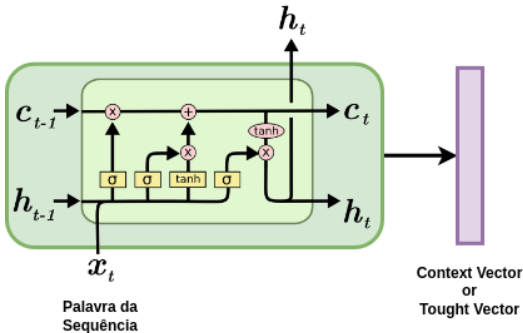 h_t
x
+
c_{t-1}
c_t
tanh
x
x
σ
σ
tanh
σ
h_{t-1}
h_t
x_t
Palavra da
Sequência
Context Vector
or
Tought Vector